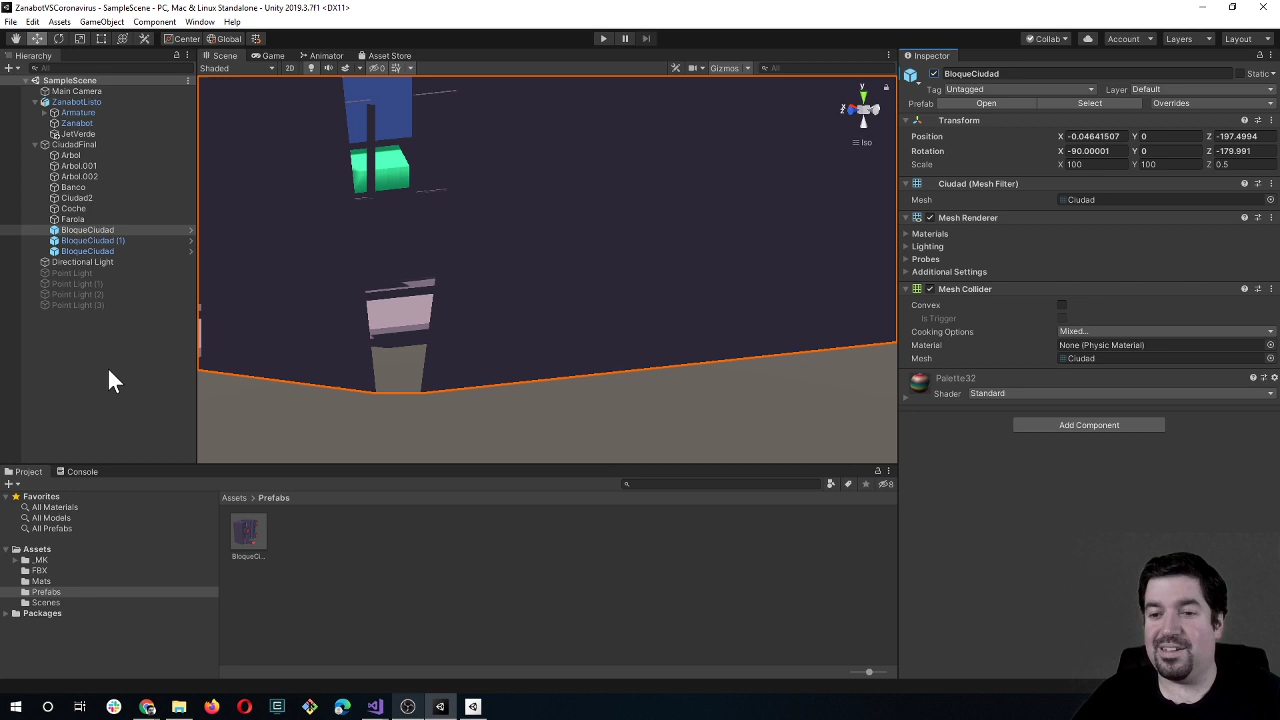 ZanabotVSCoronavirus - SampleScene - PC, Mac & Linux Standalone - Unity 2019.3.7f1 <DX11>
File Edit Assets GameObject Component Window Help
Center Global Collab Account Layers Layout
Hierarchy
All
SampleScene
Main Camera
ZanabotListo
Armature
Zanabot
JetVerde
CiudadFinal
Arbol
Arbol.001
Arbol.002
Banco
Ciudad2
Coche
Farola
BloqueCiudad
BloqueCiudad (1)
BloqueCiudad
Directional Light
Point Light
Point Light (1)
Point Light (2)
Point Light (3)
Scene Game Animator Asset Store
Shaded 2D 0 Gizmos All
y
x
Iso
Inspector
BloqueCiudad Static
Tag Untagged Layer Default
Prefab Open Select Overrides
Transform
Position X -0.04641507 Y 0 Z -197.4994
Rotation X -90.00001 Y 0 Z -179.991
Scale X 100 Y 100 Z 0.5
Ciudad (Mesh Filter)
Mesh Ciudad
Mesh Renderer
Materials
Lighting
Probes
Additional Settings
Mesh Collider
Convex
Is Trigger
Cooking Options Mixed...
Material None (Physic Material)
Mesh Ciudad
Palette32
Shader Standard
Add Component
Project Console
8
Favorites
All Materials
All Models
All Prefabs
Assets
_MK
FBX
Mats
Prefabs
Scenes
Packages
Assets > Prefabs
BloqueCi...